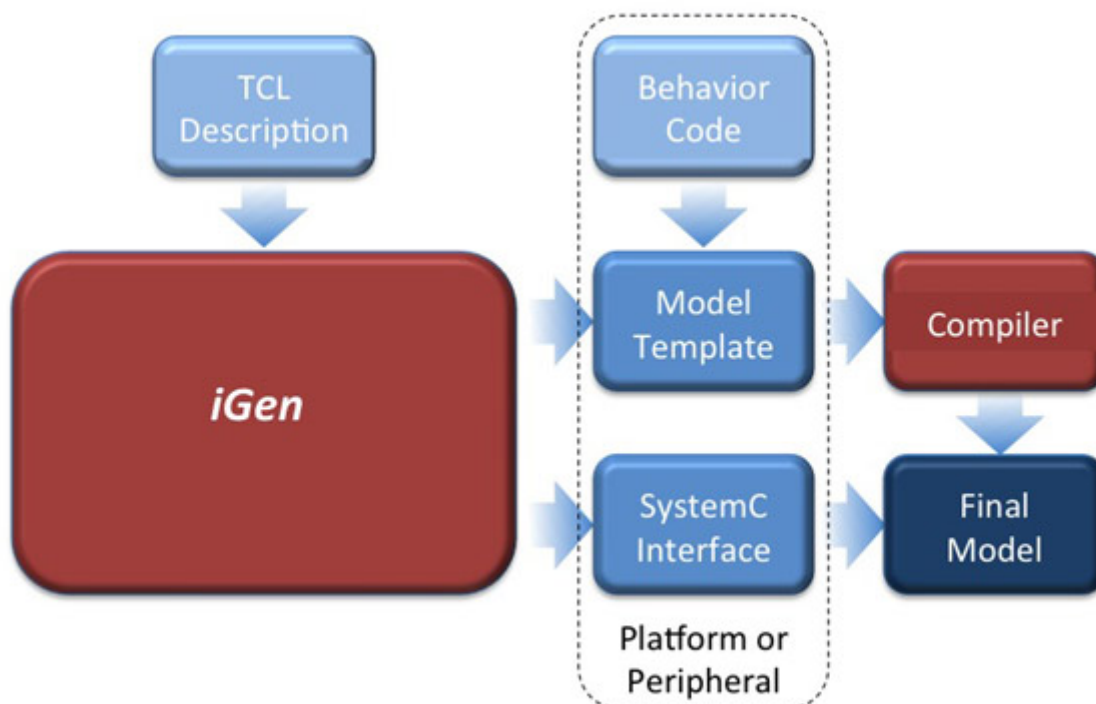 TCL
Description
Behavior
Code
iGen
Model
Template
Compiler
SystemC
Interface
Final
Model
Platform or
Peripheral